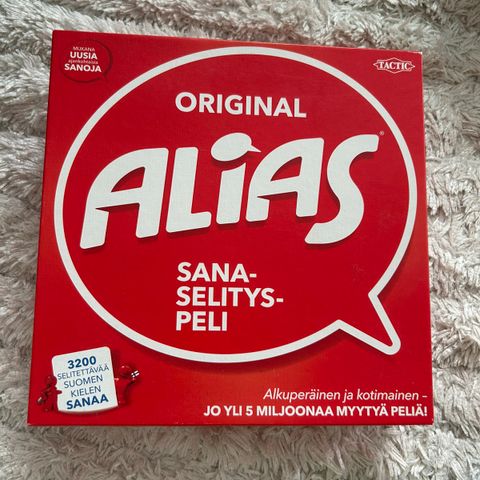 MUKANA
UUSIA
ajankohtaisia
SANOJA
TACTIC
ORIGINAL
ALIAS®
SANA-
SELITYS-
PELI
3200
SELITETTÄVÄÄ
SUOMEN
KIELEN
SANAA
Alkuperäinen ja kotimainen –
JO YLI 5 MILJOONAA MYYTYÄ PELIÄ!